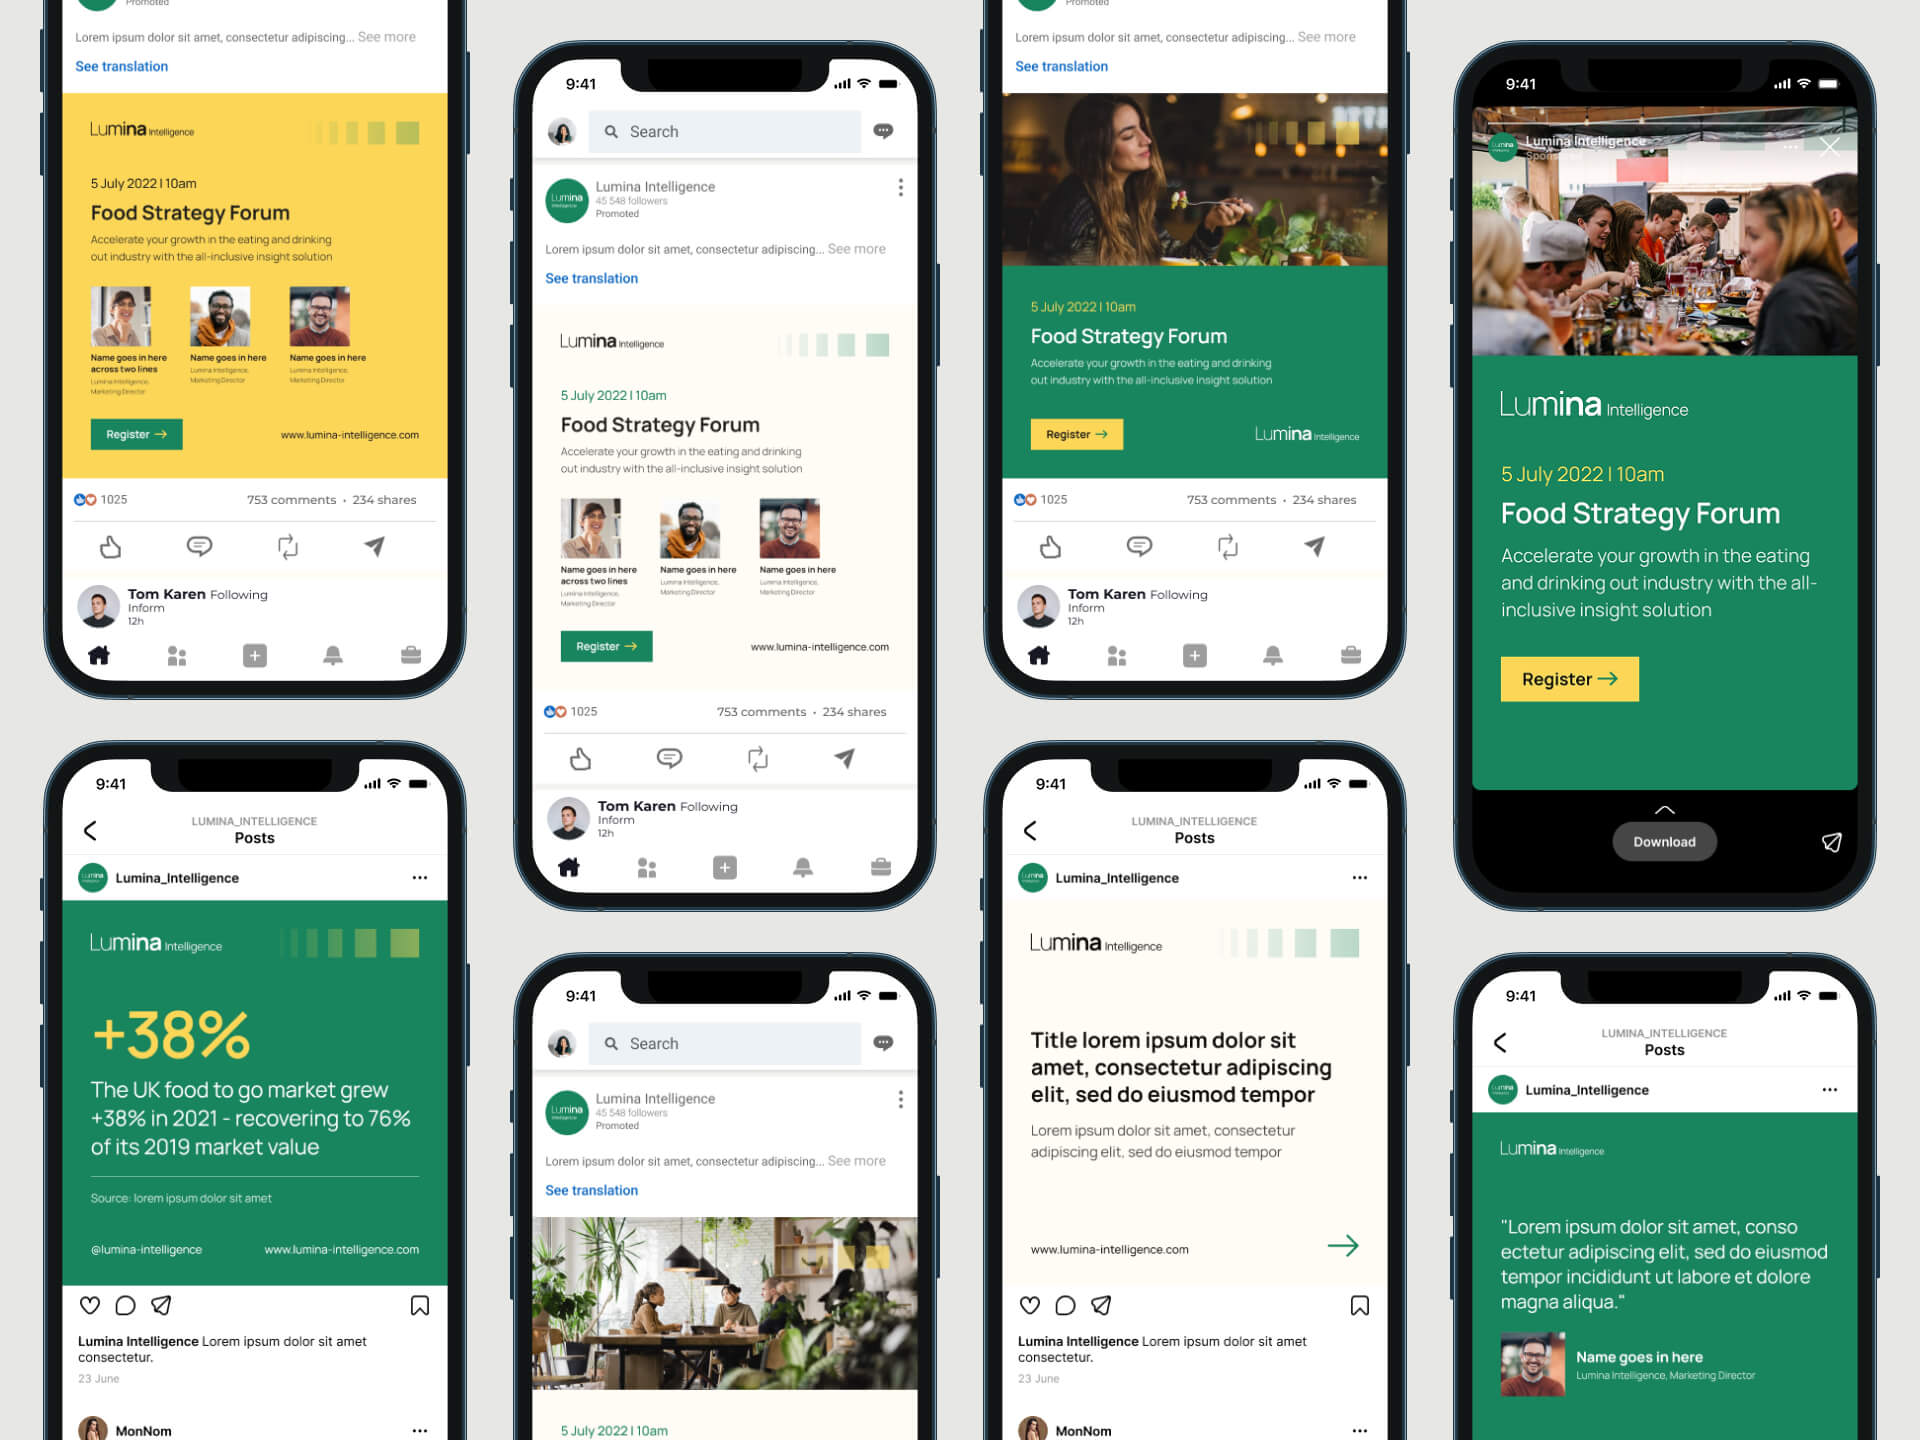 Promoted
Lorem ipsum dolor sit amet, consectetur adipiscing... See more
See translation
Lumina Intelligence
5 July 2022 | 10am
Food Strategy Forum
Accelerate your growth in the eating and drinking
out industry with the all-inclusive insight solution
Name goes in here
across two lines
Lumina Intelligence,
Marketing Director
Name goes in here
Lumina Intelligence,
Marketing Director
Name goes in here
Lumina Intelligence,
Marketing Director
Register →
www.lumina-intelligence.com
1025
753 comments • 234 shares
Tom Karen Following
Inform
12h
9:41
LUMINA_INTELLIGENCE
Posts
Lumina
Lumina_Intelligence
Lumina Intelligence
+38%
The UK food to go market grew
+38% in 2021 - recovering to 76%
of its 2019 market value
Source: lorem ipsum dolor sit amet
@lumina-intelligence
www.lumina-intelligence.com
Lumina Intelligence Lorem ipsum dolor sit amet
consectetur.
23 June
MonNom
9:41
Search
Lumina Intelligence
Lumina Intelligence
45 548 followers
Promoted
Lorem ipsum dolor sit amet, consectetur adipiscing... See more
See translation
Lumina Intelligence
5 July 2022 | 10am
Food Strategy Forum
Accelerate your growth in the eating and drinking
out industry with the all-inclusive insight solution
Name goes in here
across two lines
Lumina Intelligence,
Marketing Director
Name goes in here
Lumina Intelligence,
Marketing Director
Name goes in here
Lumina Intelligence,
Marketing Director
Register →
www.lumina-intelligence.com
1025
753 comments • 234 shares
Tom Karen Following
Inform
12h
9:41
Search
Lumina Intelligence
Lumina Intelligence
45 548 followers
Promoted
Lorem ipsum dolor sit amet, consectetur adipiscing... See more
See translation
5 July 2022 | 10am
Promoted
Lorem ipsum dolor sit amet, consectetur adipiscing... See more
See translation
5 July 2022 | 10am
Food Strategy Forum
Accelerate your growth in the eating and drinking
out industry with the all-inclusive insight solution
Register →
Lumina Intelligence
1025
753 comments • 234 shares
Tom Karen Following
Inform
12h
9:41
LUMINA_INTELLIGENCE
Posts
Lumina
Lumina_Intelligence
Lumina Intelligence
Title lorem ipsum dolor sit
amet, consectetur adipiscing
elit, sed do eiusmod tempor
Lorem ipsum dolor sit amet, consectetur
adipiscing elit, sed do eiusmod tempor
www.lumina-intelligence.com
Lumina Intelligence Lorem ipsum dolor sit amet
consectetur.
23 June
MonNom
9:41
Lumina
Lumina Intelligence
Sponsored
Lumina Intelligence
5 July 2022 | 10am
Food Strategy Forum
Accelerate your growth in the eating
and drinking out industry with the all-
inclusive insight solution
Register →
Download
9:41
LUMINA_INTELLIGENCE
Posts
Lumina
Lumina_Intelligence
Lumina Intelligence
"Lorem ipsum dolor sit amet, conso
ectetur adipiscing elit, sed do eiusmod
tempor incididunt ut labore et dolore
magna aliqua."
Name goes in here
Lumina Intelligence, Marketing Director